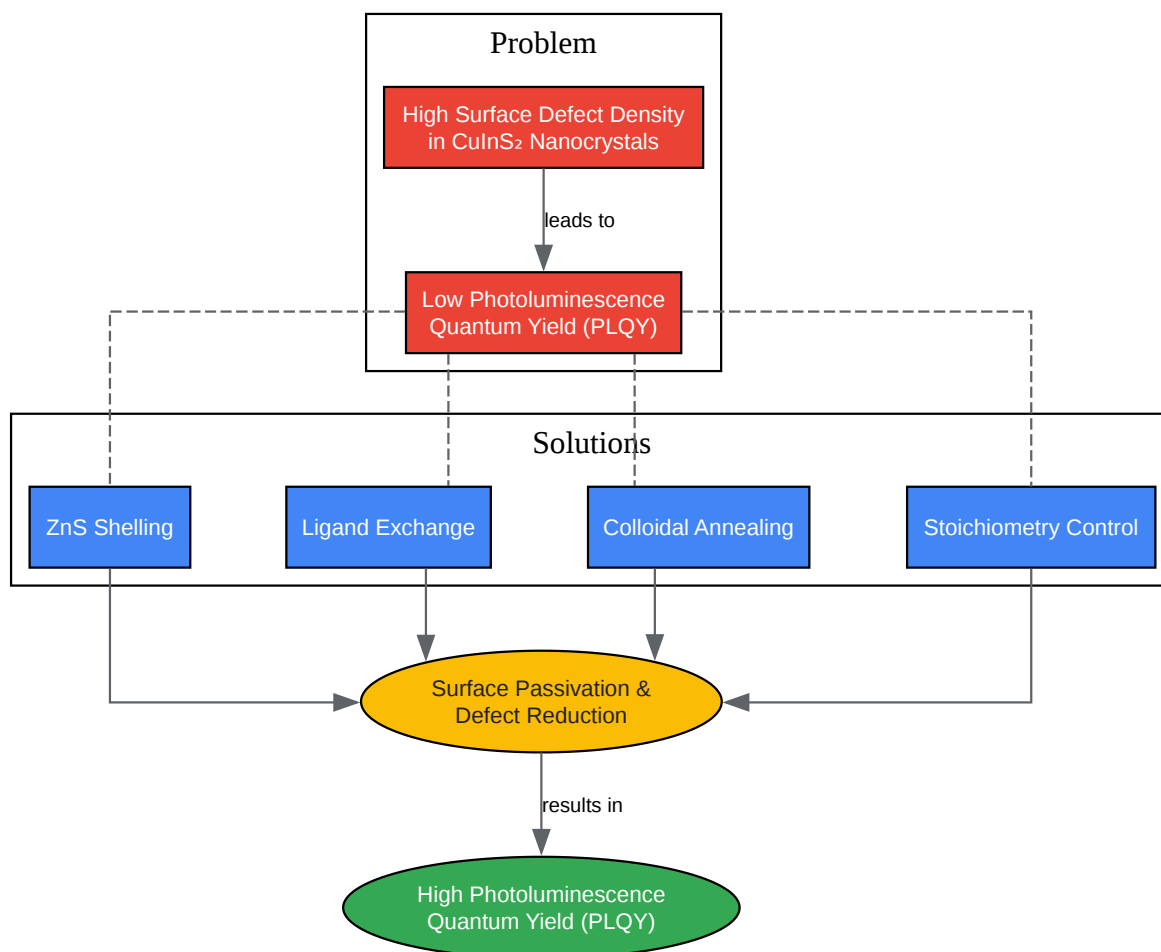 Problem
High Surface Defect Density
in CuInS₂ Nanocrystals
leads to
Low Photoluminescence
Quantum Yield (PLQY)
Solutions
ZnS Shelling
Ligand Exchange
Colloidal Annealing
Stoichiometry Control
Surface Passivation &
Defect Reduction
results in
High Photoluminescence
Quantum Yield (PLQY)